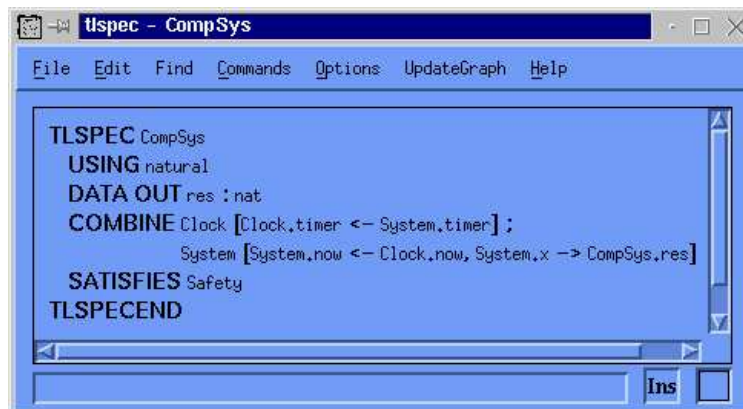 tlspec - CompSys
File Edit Find Commands Options UpdateGraph Help
TLSPEC CompSys
USING natural
DATA OUT res : nat
COMBINE Clock [Clock.timer <- System.timer] ;
System [System.now <- Clock.now, System.x -> CompSys.res]
SATISFIES Safety
TLSPECEND
Ins